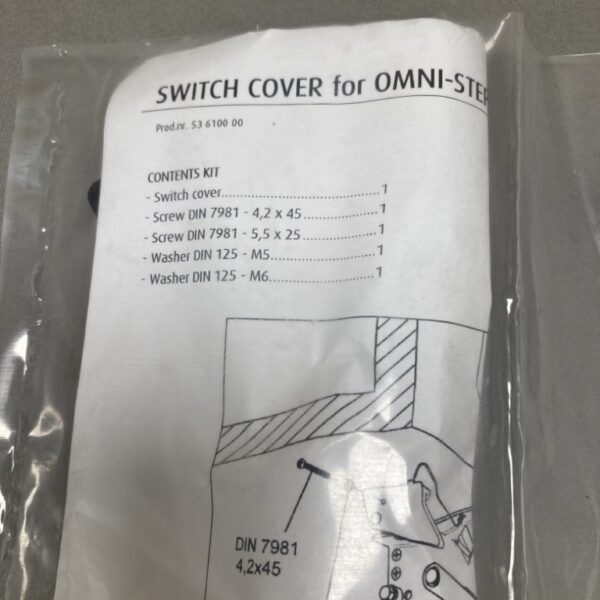 SWITCH COVER for OMNI-STEP
Prod.nr. 53 6100 00
CONTENTS KIT
- Switch cover..................................1
- Screw DIN 7981 - 4,2 x 45................1
- Screw DIN 7981 - 5,5 x 25................1
- Washer DIN 125 - M5......................1
- Washer DIN 125 - M6......................1
DIN 7981
4,2x45